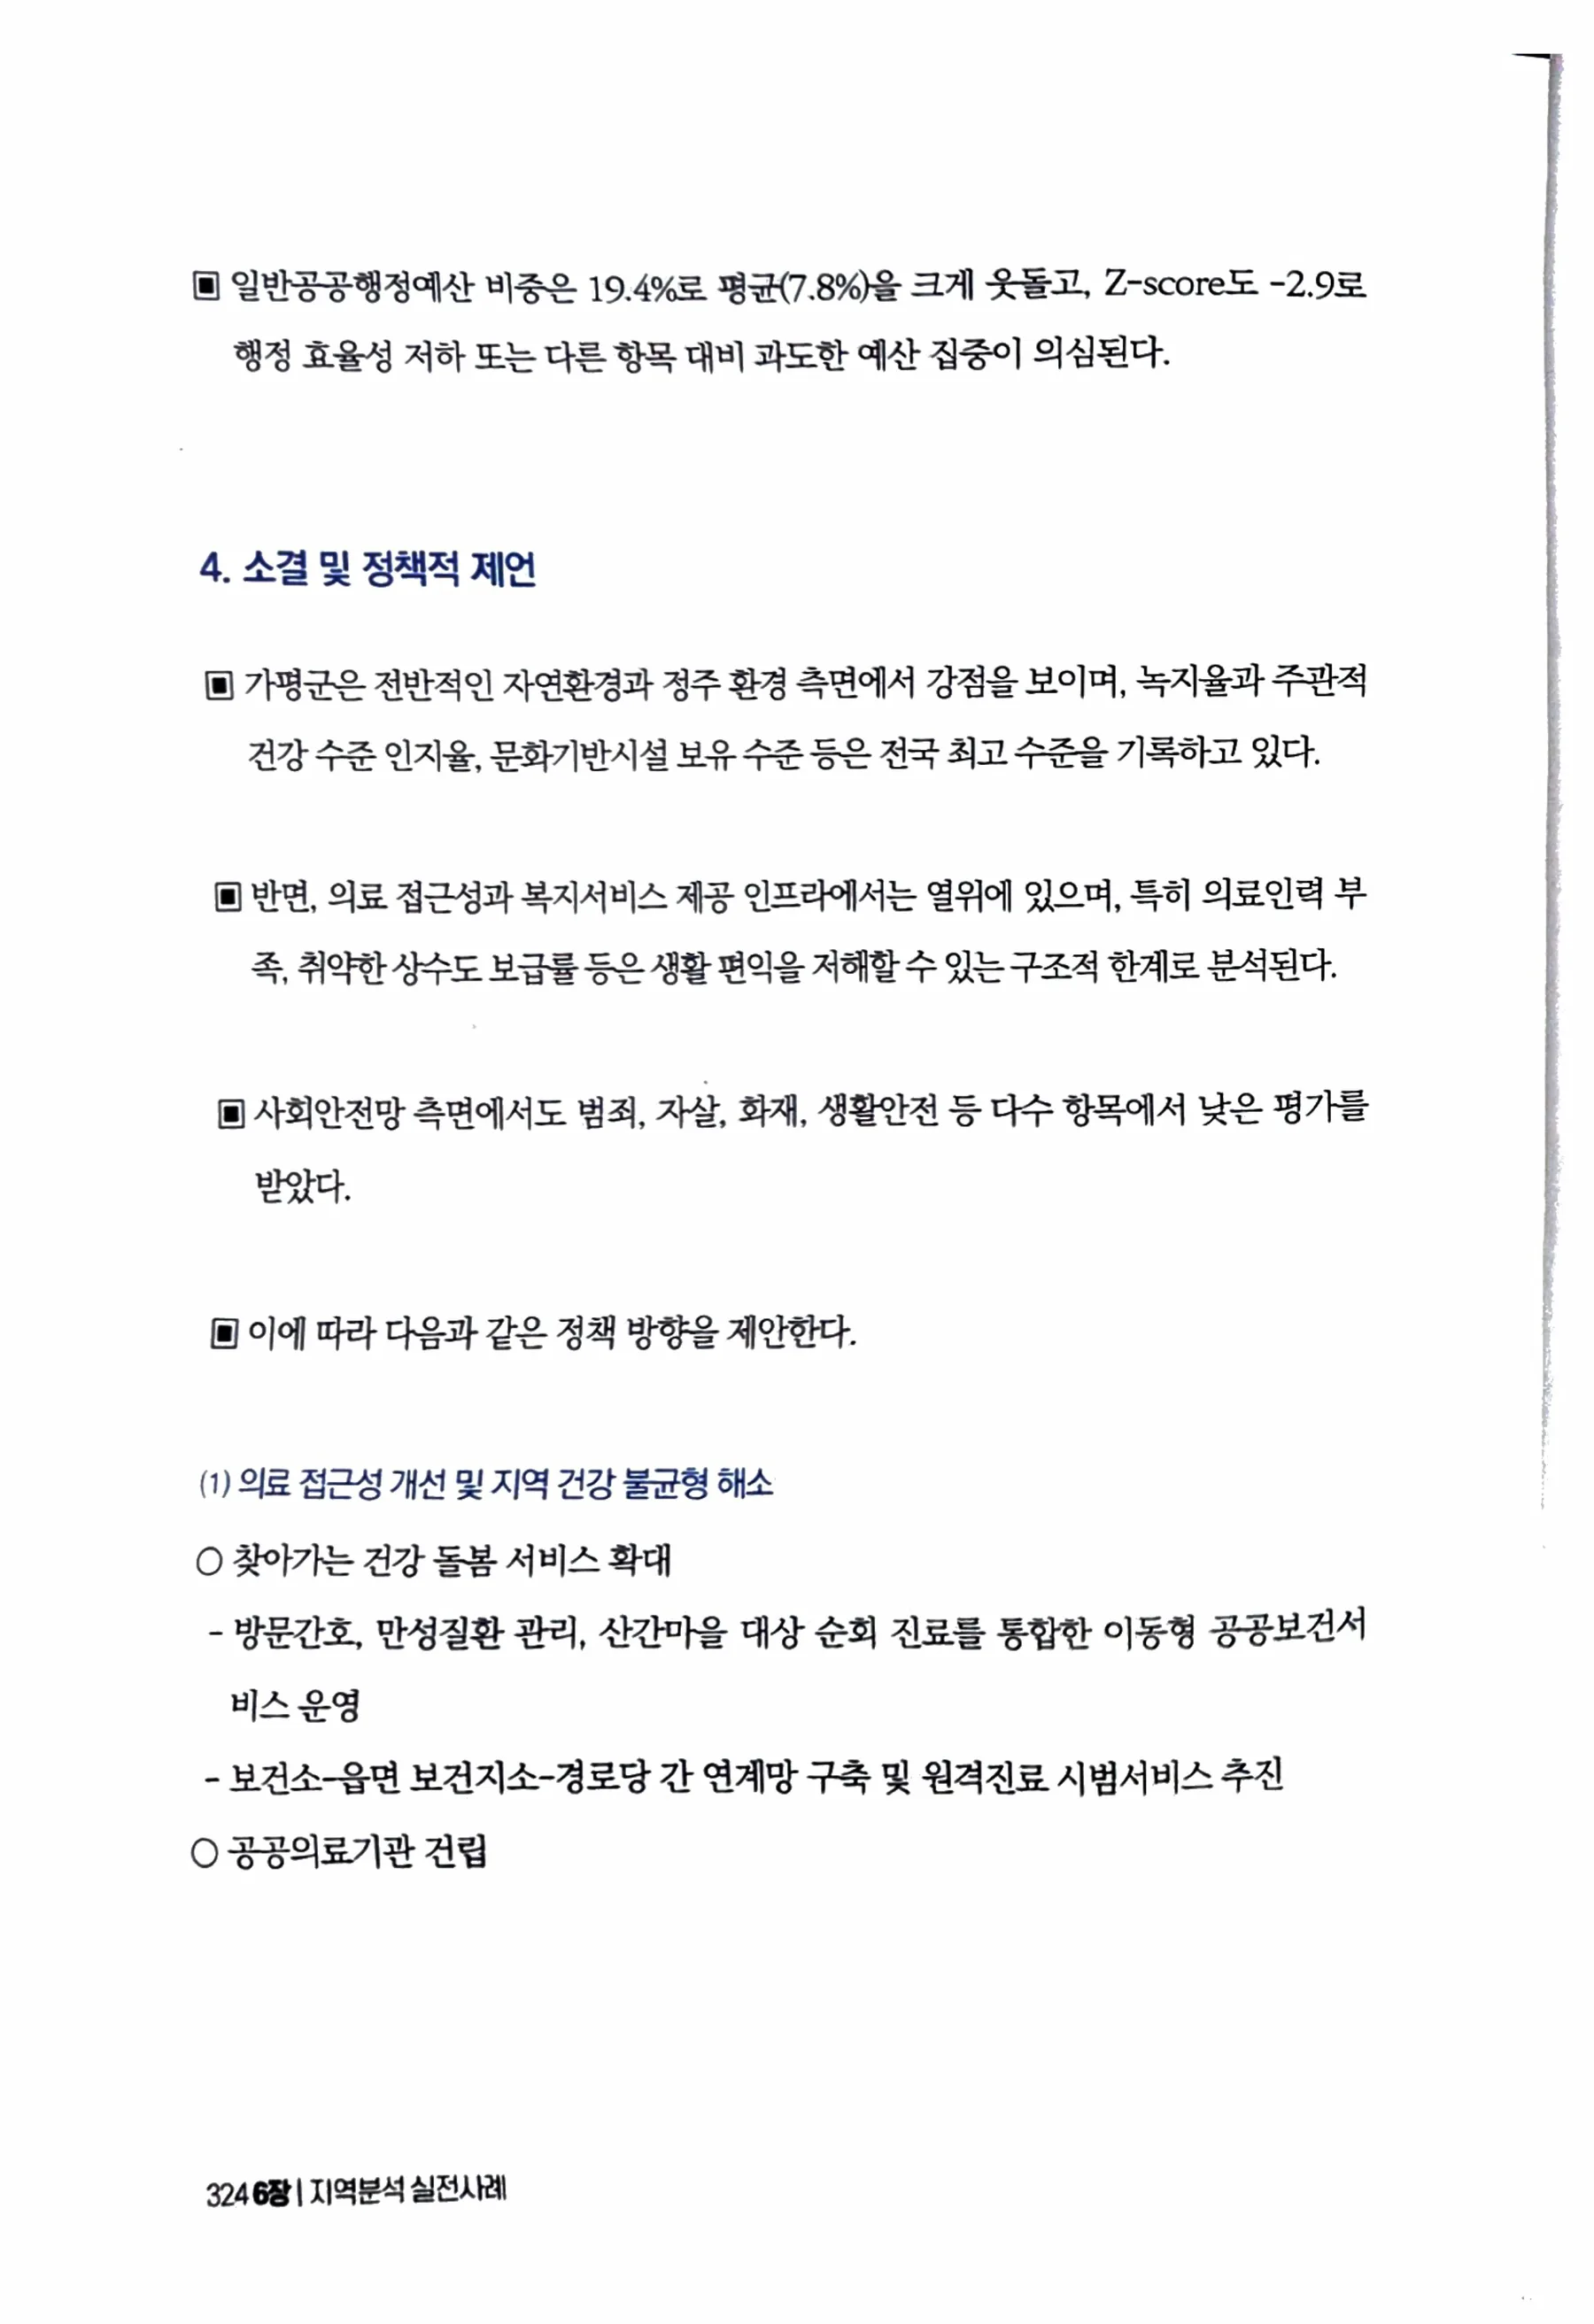 ▣ 일반공공행정예산 비중은 19.4%로 평균(7.8%)을 크게 웃돌고, Z-score도 -2.9로
행정 효율성 저하 또는 다른 항목 대비 과도한 예산 집중이 의심된다.
4. 소결 및 정책적 제언
▣ 가평군은 전반적인 자연환경과 정주 환경 측면에서 강점을 보이며, 녹지율과 주관적
건강 수준 인지율, 문화기반시설 보유 수준 등은 전국 최고 수준을 기록하고 있다.
▣ 반면, 의료 접근성과 복지서비스 제공 인프라에서는 열위에 있으며, 특히 의료인력 부
족, 취약한 상수도 보급률 등은 생활 편익을 저해할 수 있는 구조적 한계로 분석된다.
▣ 사회안전망 측면에서도 범죄, 자살, 화재, 생활안전 등 다수 항목에서 낮은 평가를
받았다.
▣ 이에 따라 다음과 같은 정책 방향을 제안한다.
(1) 의료 접근성 개선 및 지역 건강 불균형 해소
○ 찾아가는 건강 돌봄 서비스 확대
- 방문간호, 만성질환 관리, 산간마을 대상 순회 진료를 통합한 이동형 공공보건서
비스 운영
- 보건소-읍면 보건지소-경로당 간 연계망 구축 및 원격진료 시범서비스 추진
○ 공공의료기관 건립
324 6장 | 지역분석 실전사례